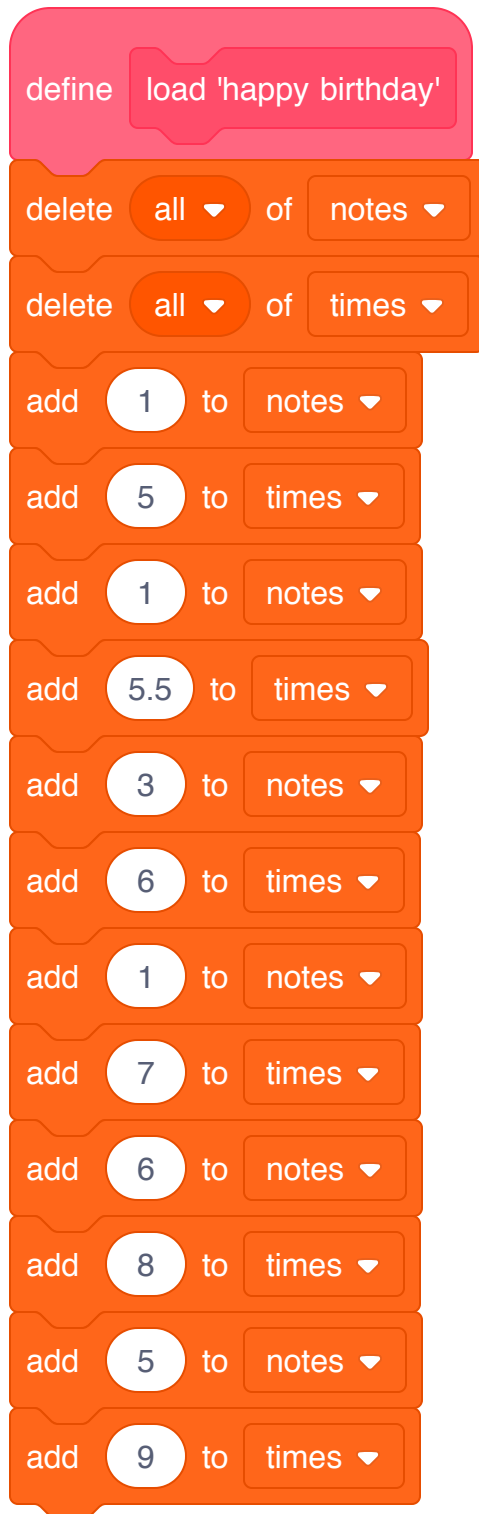 define load 'happy birthday'
delete all of notes
delete all of times
add 1 to notes
add 5 to times
add 1 to notes
add 5.5 to times
add 3 to notes
add 6 to times
add 1 to notes
add 7 to times
add 6 to notes
add 8 to times
add 5 to notes
add 9 to times